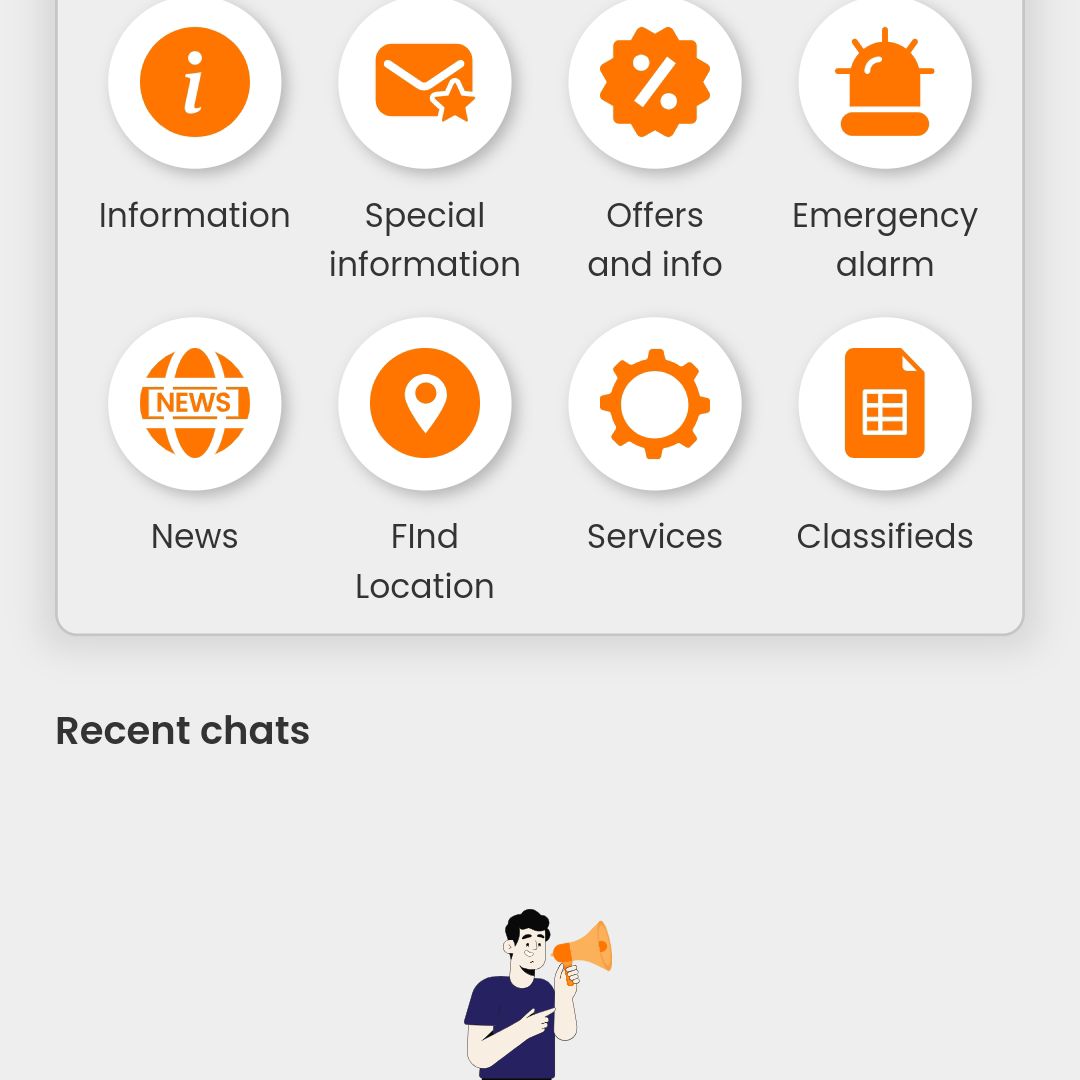 Information
Special
information
Offers
and info
Emergency
alarm
NEWS
News
FInd
Location
Services
Classifieds
Recent chats